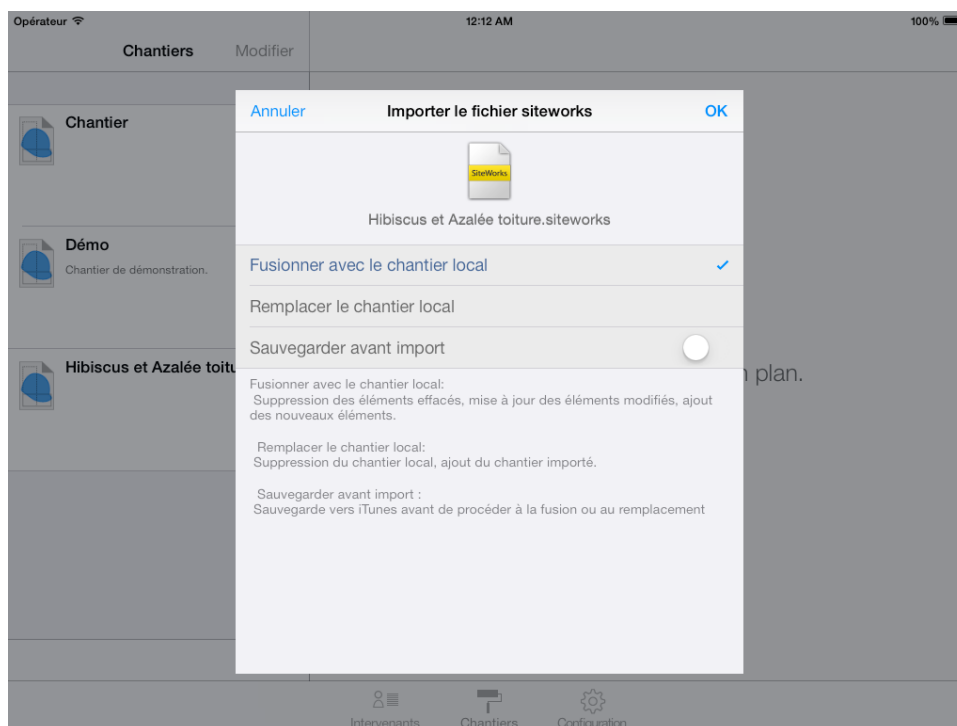 Opérateur
12:12 AM
100%
Chantiers
Modifier
Chantier
Démo
Chantier de démonstration.
Hibiscus et Azalée toitu
Annuler
Importer le fichier siteworks
OK
SiteWorks
Hibiscus et Azalée toiture.siteworks
Fusionner avec le chantier local
Remplacer le chantier local
Sauvegarder avant import
Fusionner avec le chantier local:
Suppression des éléments effacés, mise à jour des éléments modifiés, ajout
des nouveaux éléments.
Remplacer le chantier local:
Suppression du chantier local, ajout du chantier importé.
Sauvegarder avant import :
Sauvegarde vers iTunes avant de procéder à la fusion ou au remplacement
plan.
Intervenants
Chantiers
Configuration